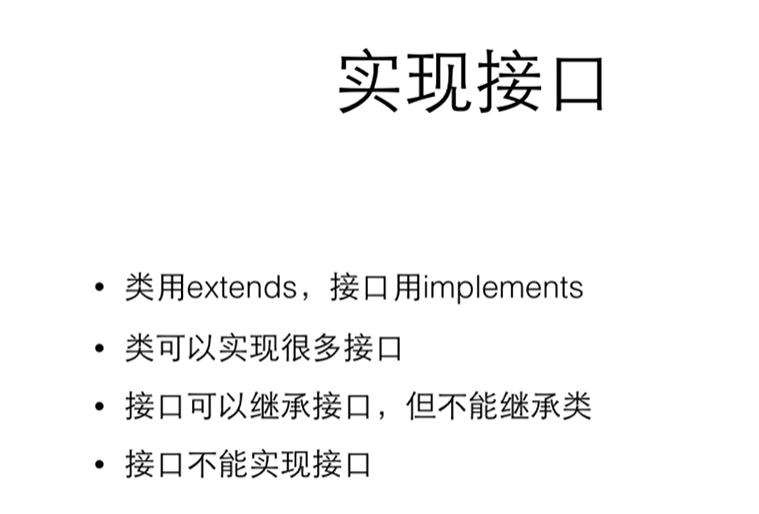 实现接口
• 类用extends，接口用implements
• 类可以实现很多接口
• 接口可以继承接口，但不能继承类
• 接口不能实现接口